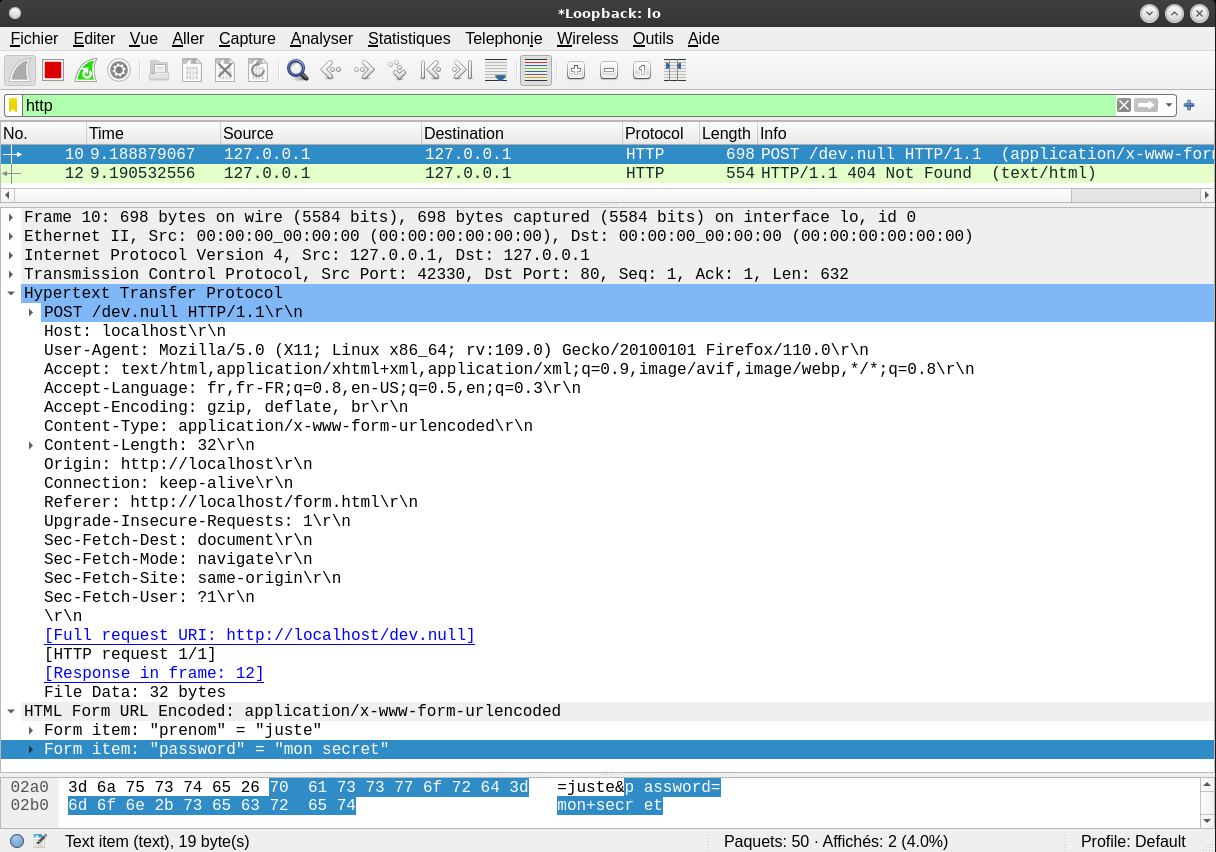 *Loopback: lo
Fichier Editer Vue Aller Capture Analyser Statistiques Telephonie Wireless Outils Aide
http
No. Time Source Destination Protocol Length Info
10 9.188879067 127.0.0.1 127.0.0.1 HTTP 698 POST /dev.null HTTP/1.1 (application/x-www-form
12 9.190532556 127.0.0.1 127.0.0.1 HTTP 554 HTTP/1.1 404 Not Found (text/html)
Frame 10: 698 bytes on wire (5584 bits), 698 bytes captured (5584 bits) on interface lo, id 0
Ethernet II, Src: 00:00:00_00:00:00 (00:00:00:00:00:00), Dst: 00:00:00_00:00:00 (00:00:00:00:00:00)
Internet Protocol Version 4, Src: 127.0.0.1, Dst: 127.0.0.1
Transmission Control Protocol, Src Port: 42330, Dst Port: 80, Seq: 1, Ack: 1, Len: 632
Hypertext Transfer Protocol
POST /dev.null HTTP/1.1\r\n
Host: localhost\r\n
User-Agent: Mozilla/5.0 (X11; Linux x86_64; rv:109.0) Gecko/20100101 Firefox/110.0\r\n
Accept: text/html,application/xhtml+xml,application/xml;q=0.9,image/avif,image/webp,*/*;q=0.8\r\n
Accept-Language: fr,fr-FR;q=0.8,en-US;q=0.5,en;q=0.3\r\n
Accept-Encoding: gzip, deflate, br\r\n
Content-Type: application/x-www-form-urlencoded\r\n
Content-Length: 32\r\n
Origin: http://localhost\r\n
Connection: keep-alive\r\n
Referer: http://localhost/form.html\r\n
Upgrade-Insecure-Requests: 1\r\n
Sec-Fetch-Dest: document\r\n
Sec-Fetch-Mode: navigate\r\n
Sec-Fetch-Site: same-origin\r\n
Sec-Fetch-User: ?1\r\n
\r\n
[Full request URI: http://localhost/dev.null]
[HTTP request 1/1]
[Response in frame: 12]
File Data: 32 bytes
HTML Form URL Encoded: application/x-www-form-urlencoded
Form item: "prenom" = "juste"
Form item: "password" = "mon secret"
02a0 3d 6a 75 73 74 65 26 70 61 73 73 77 6f 72 64 3d =juste&p assword=
02b0 6d 6f 6e 2b 73 65 63 72 65 74 mon+secr et
Text item (text), 19 byte(s) Paquets: 50 · Affichés: 2 (4.0%) Profile: Default